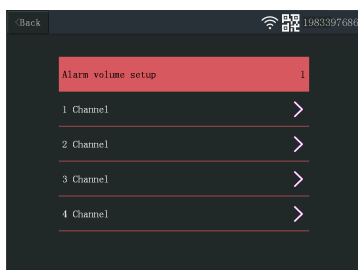 <Back 1983397686
Alarm volume setup 1
1 Channel
2 Channel
3 Channel
4 Channel